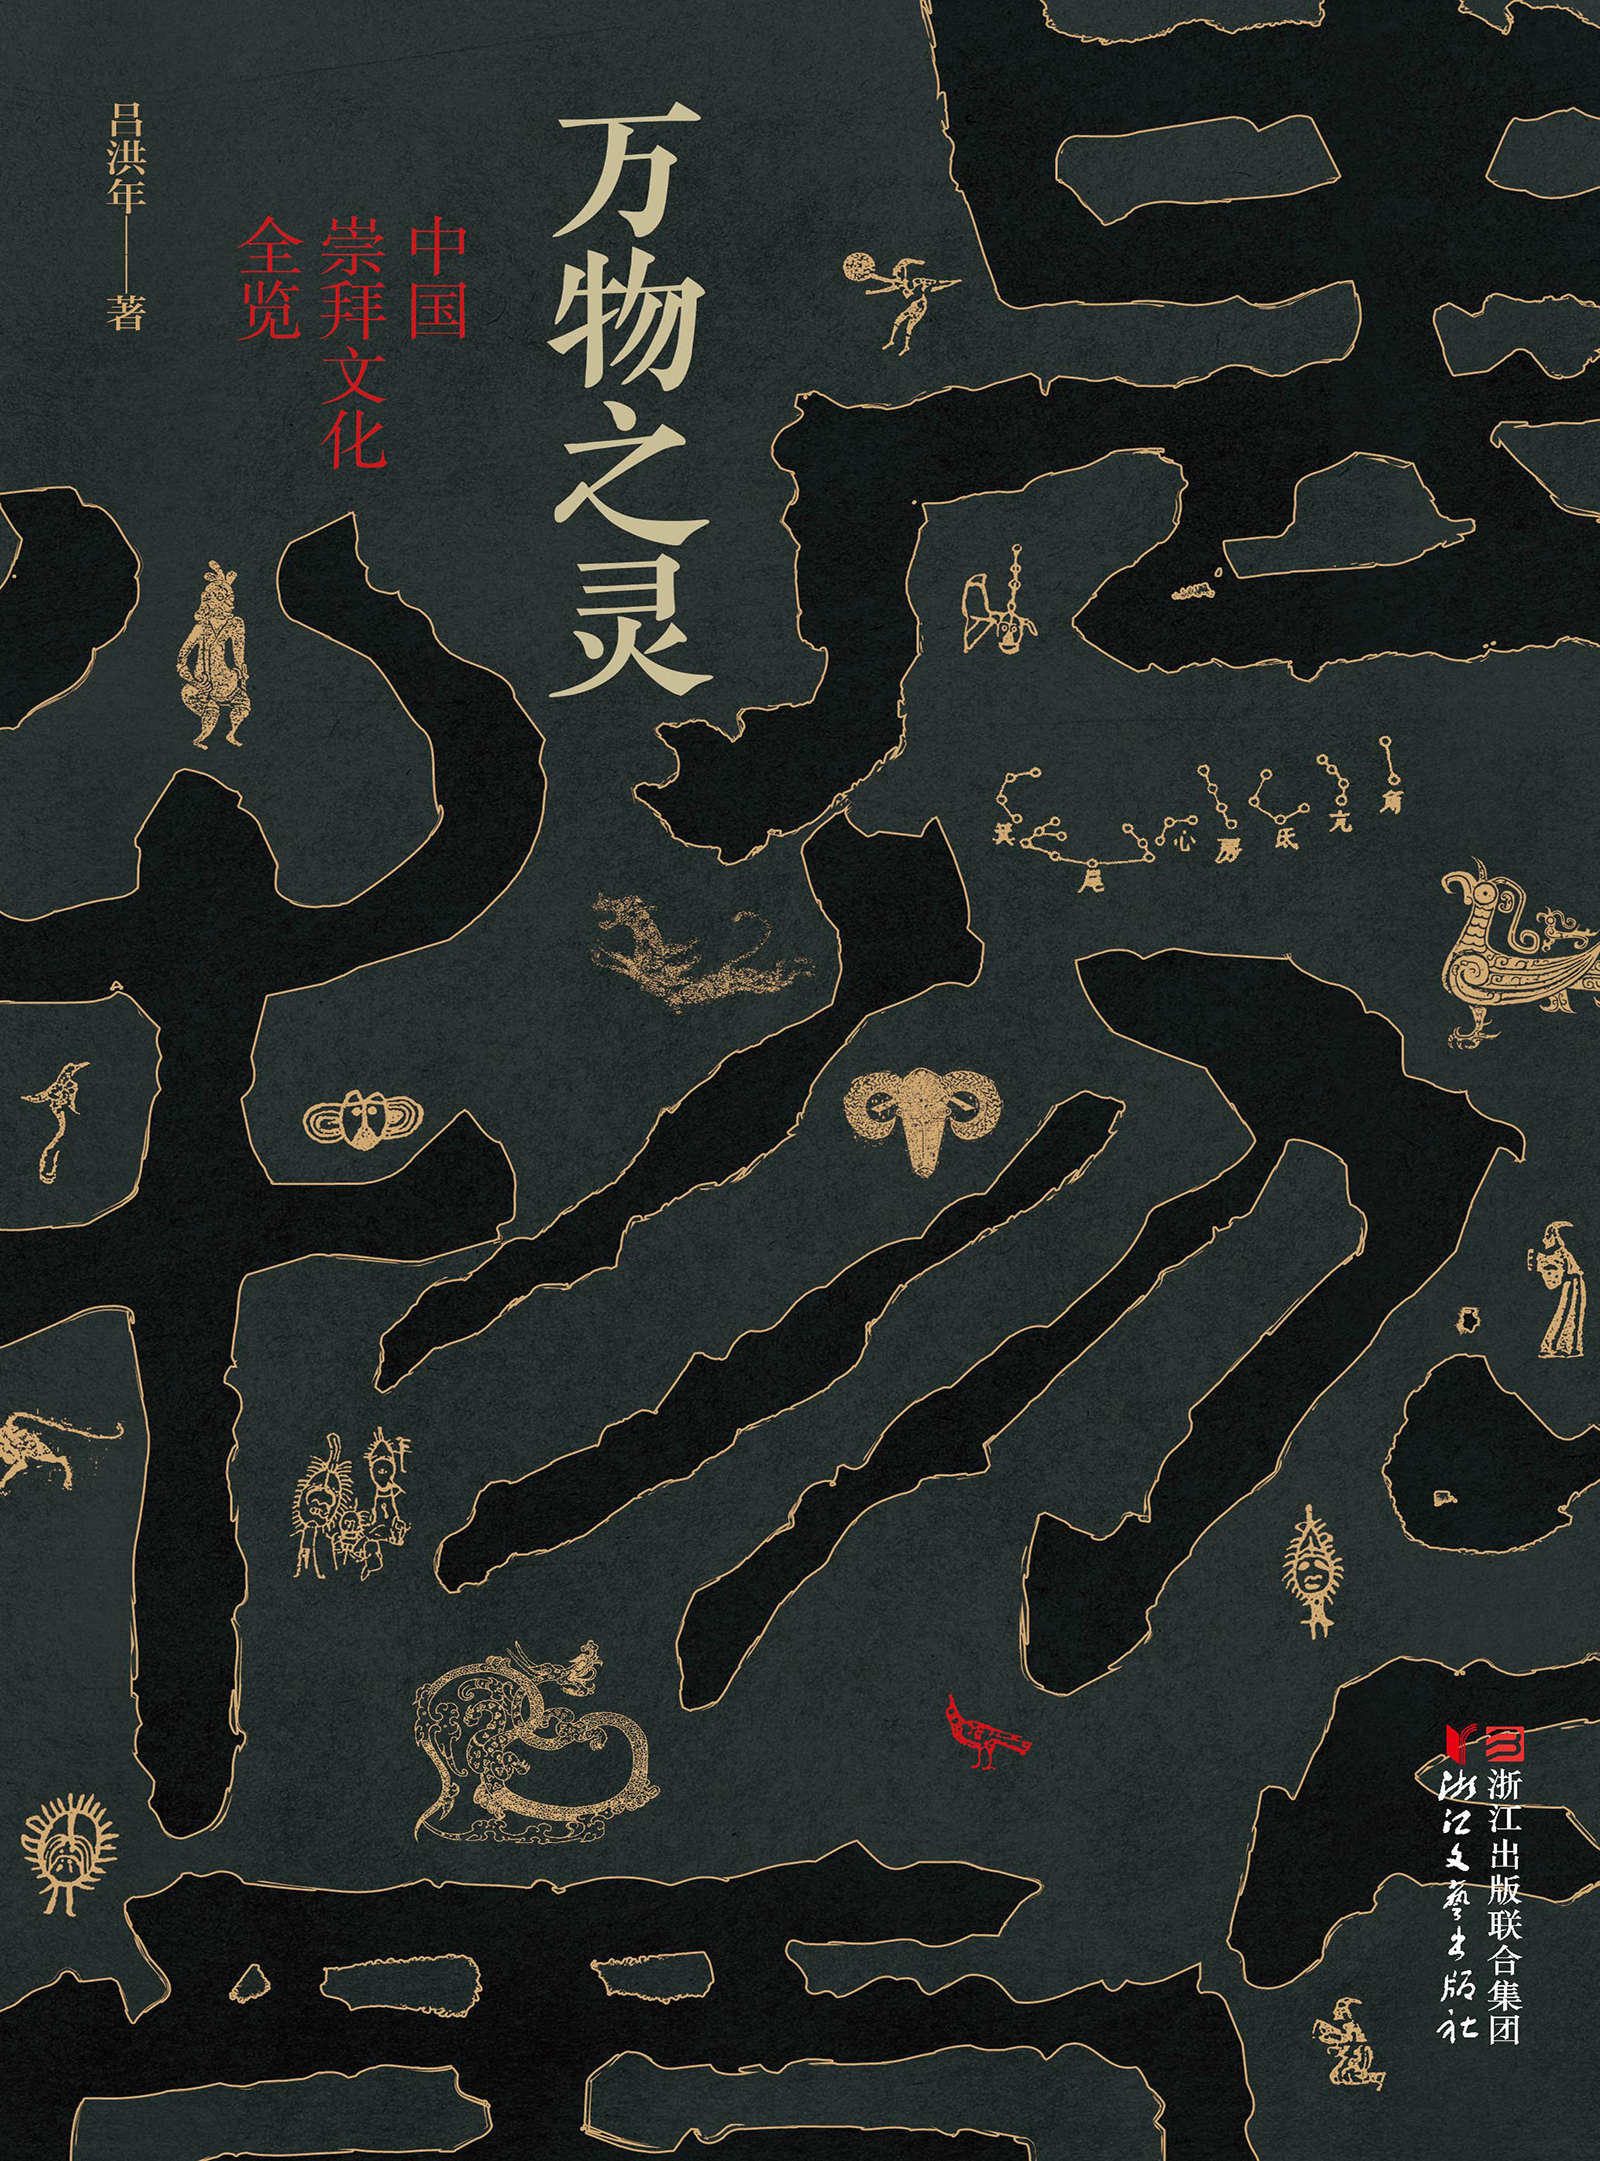 万物之灵
中国
崇拜文化
全览
吕洪年——著
角
亢
氐
房
心
尾
箕
浙江出版联合集团
浙江文艺出版社